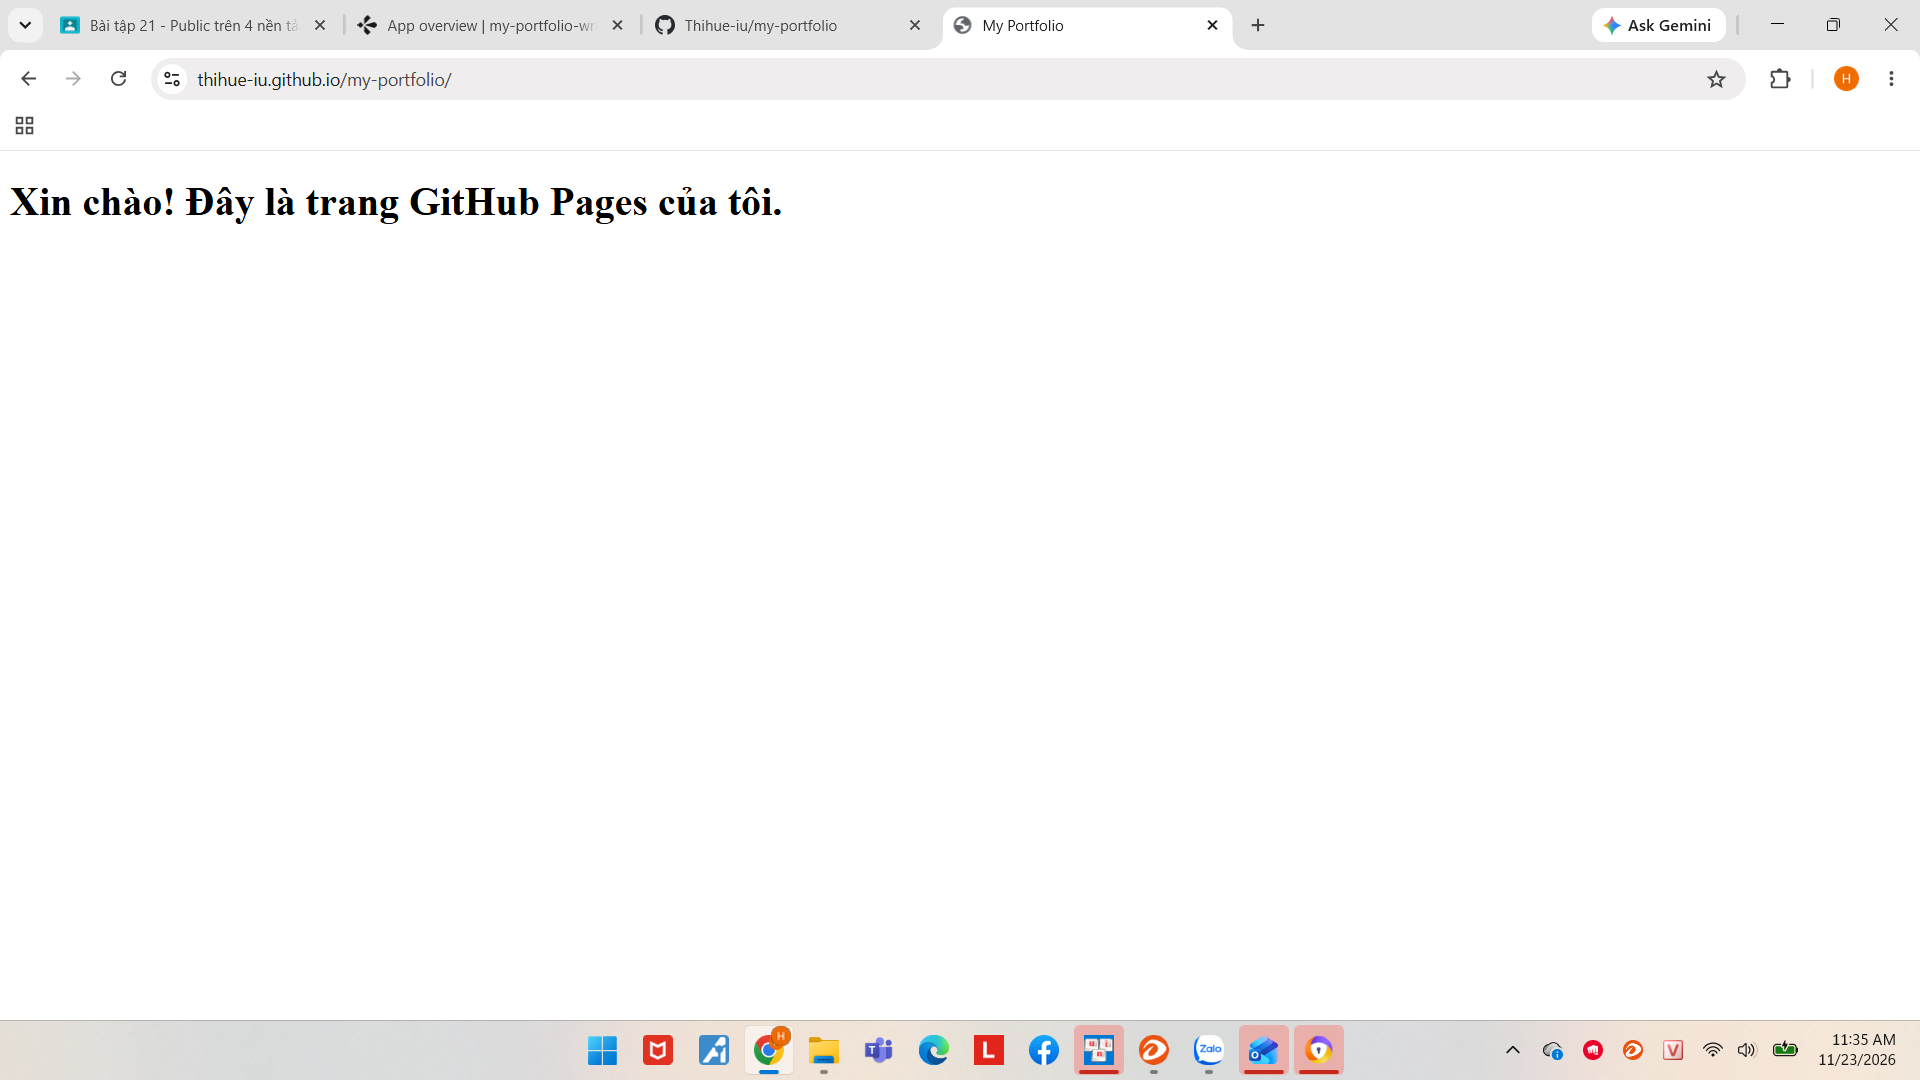 Bài tập 21 - Public trên 4 nền tả
App overview | my-portfolio-wr
Thihue-iu/my-portfolio
My Portfolio
Ask Gemini
thihue-iu.github.io/my-portfolio/
H
Xin chào! Đây là trang GitHub Pages của tôi.
H
T
L
u i n
Zalo
O
V
11:35 AM
11/23/2026